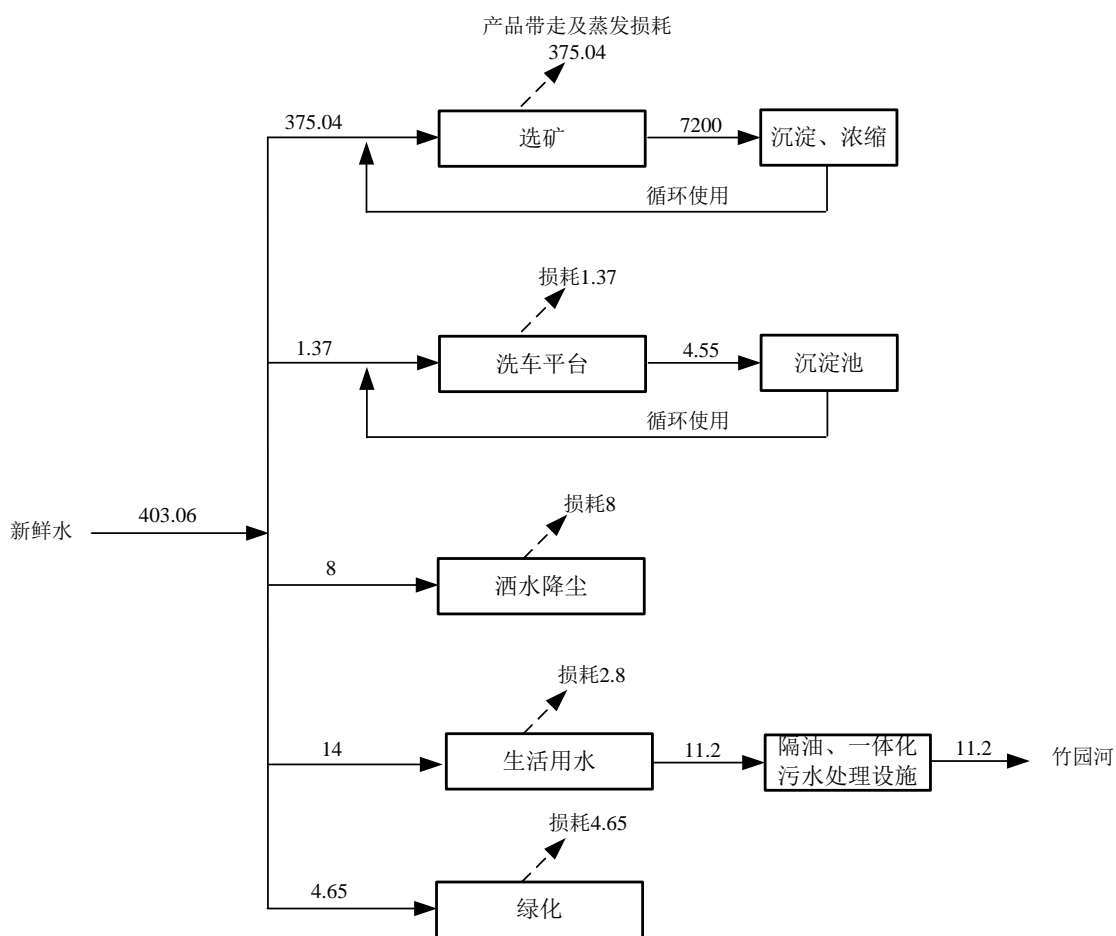 产品带走及蒸发损耗
375.04
375.04
选矿
7200
沉淀、浓缩
循环使用
损耗1.37
1.37
洗车平台
4.55
沉淀池
循环使用
新鲜水
403.06
损耗8
8
洒水降尘
损耗2.8
14
生活用水
11.2
隔油、一体化
污水处理设施
11.2
竹园河
损耗4.65
4.65
绿化